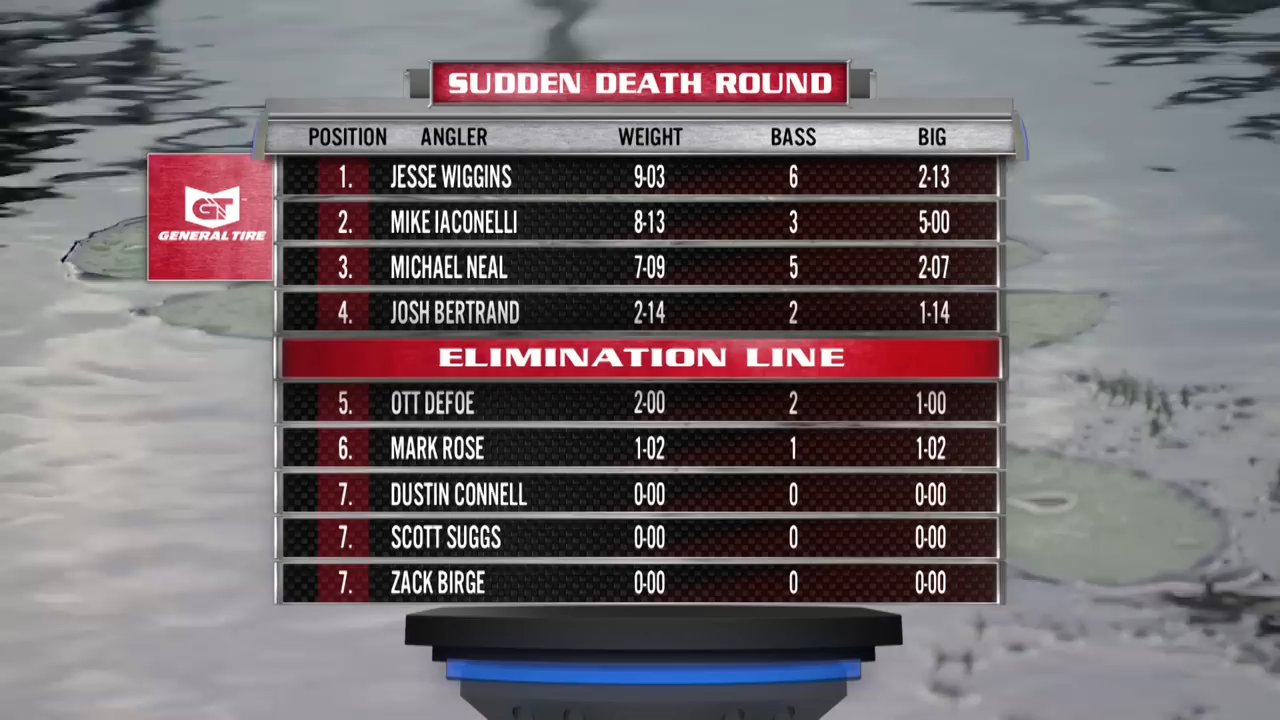 SUDDEN DEATH ROUND
POSITION ANGLER WEIGHT BASS BIG
1. JESSE WIGGINS 9-03 6 2-13
2. MIKE IACONELLI 8-13 3 5-00
3. MICHAEL NEAL 7-09 5 2-07
4. JOSH BERTRAND 2-14 2 1-14
GT
GENERAL TIRE
ELIMINATION LINE
5. OTT DEFOE 2-00 2 1-00
6. MARK ROSE 1-02 1 1-02
7. DUSTIN CONNELL 0-00 0 0-00
7. SCOTT SUGGS 0-00 0 0-00
7. ZACK BIRGE 0-00 0 0-00